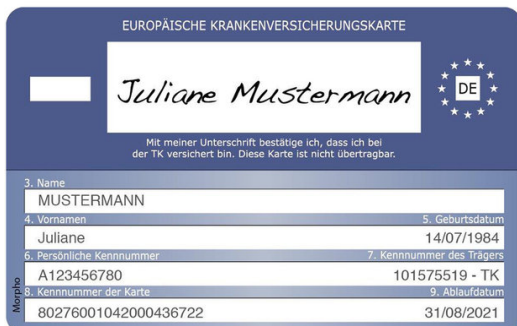 EUROPÄISCHE KRANKENVERSICHERUNGSKARTE
Juliane Mustermann
DE
Mit meiner Unterschrift bestätige ich, dass ich bei
der TK versichert bin. Diese Karte ist nicht übertragbar.
3. Name
MUSTERMANN
4. Vornamen 5. Geburtsdatum
Juliane 14/07/1984
6. Persönliche Kennnummer 7. Kennnummer des Trägers
A123456780 101575519 - TK
8. Kennnummer der Karte 9. Ablaufdatum
80276001042000436722 31/08/2021
Morpho